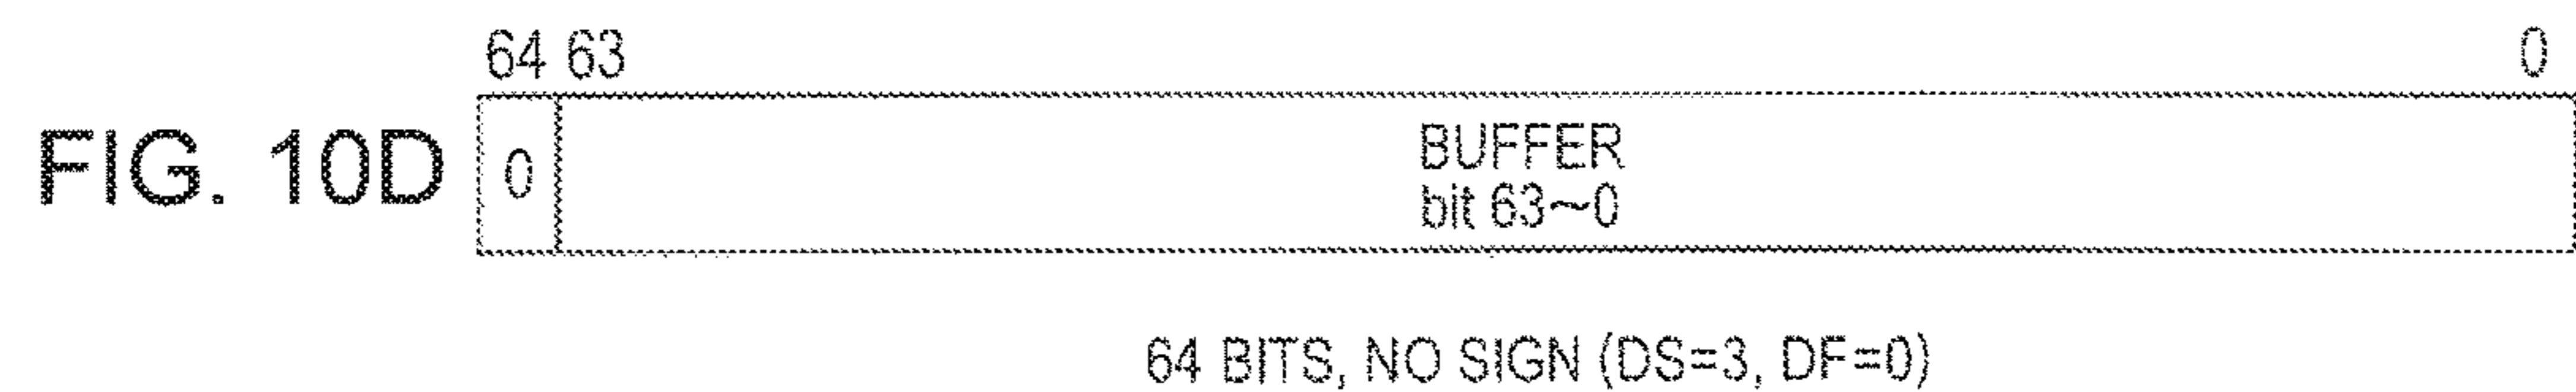 64 63 0
FIG. 10D 0 BUFFER
bit 63~0
64 BITS, NO SIGN (DS=3, DF=0)